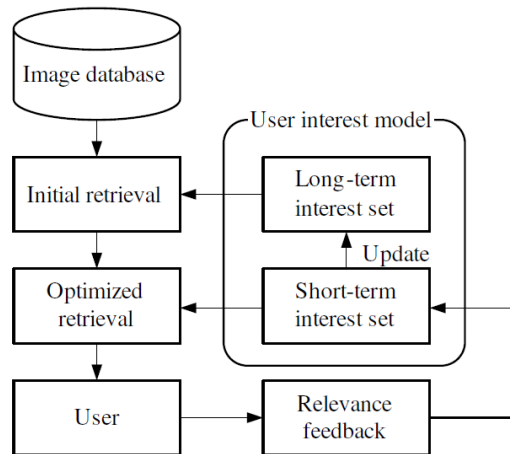 Image database
User interest model
Initial retrieval
Long-term
interest set
Update
Optimized
retrieval
Short-term
interest set
User
Relevance
feedback